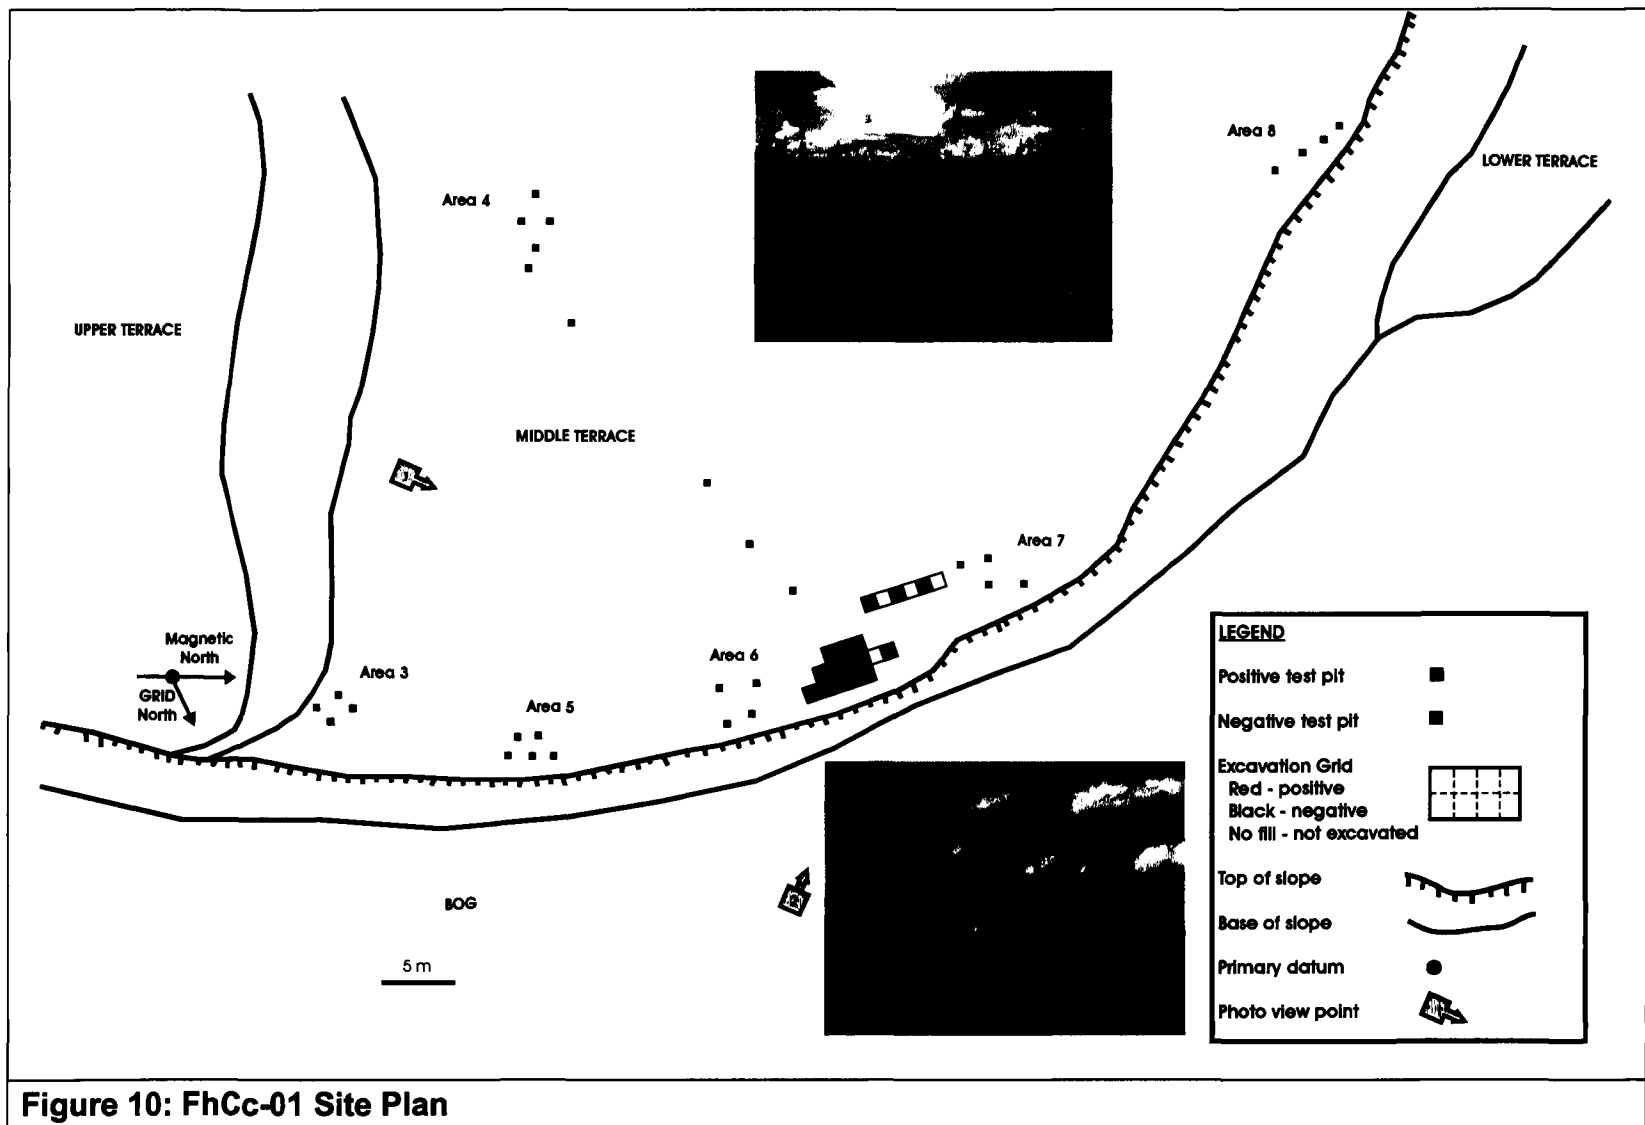 Area 8
LOWER TERRACE
Area 4
UPPER TERRACE
MIDDLE TERRACE
Area 7
Magnetic
North
GRID
North
Area 3
Area 6
Area 5
BOG
5 m
LEGEND
Positive test pit
Negative test pit
Excavation Grid
Red - positive
Black - negative
No fill - not excavated
Top of slope
Base of slope
Primary datum
Photo view point
Figure 10: FhCc-01 Site Plan